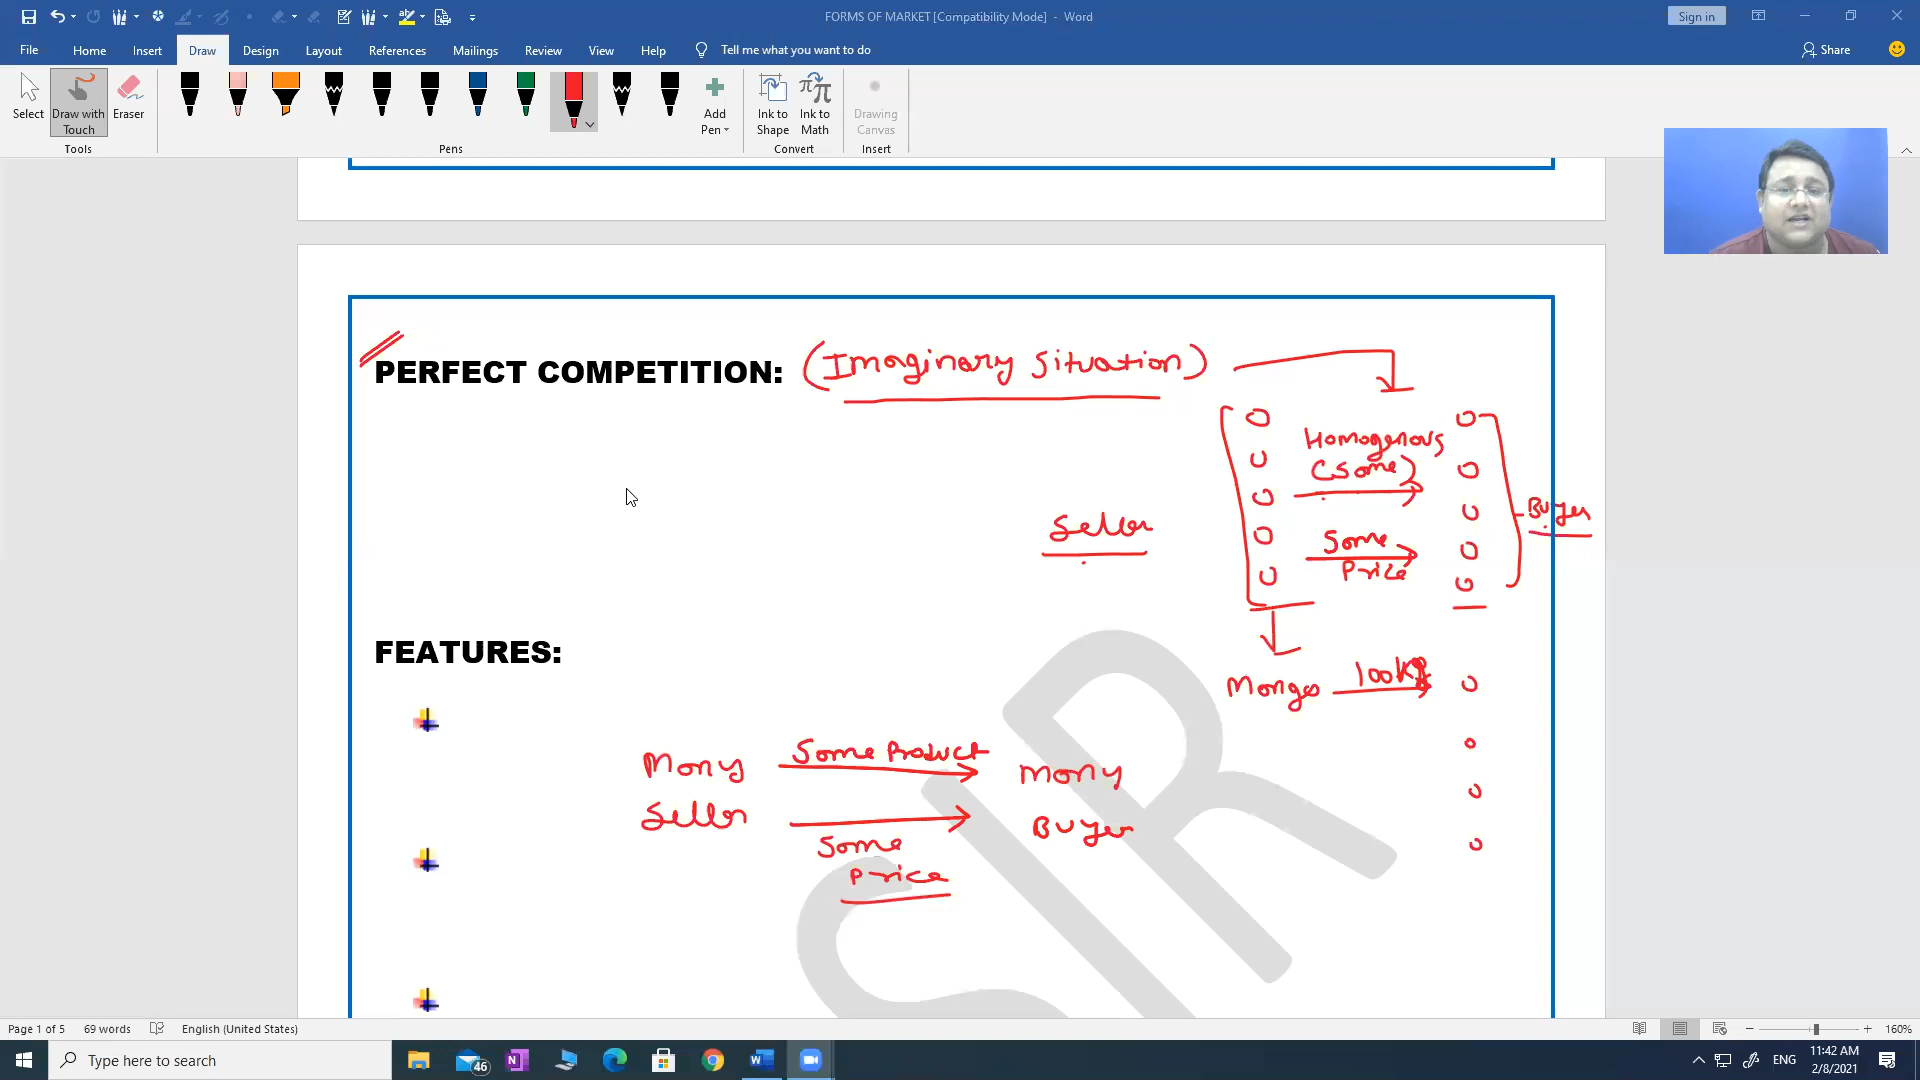 FORMS OF MARKET [Compatibility Mode] - Word
Sign in
File Home Insert Draw Design Layout References Mailings Review View Help Tell me what you want to do
Share
Select
Draw with Touch
Eraser
Add Pen
Ink to Shape
Ink to Math
Drawing Canvas
Tools Pens Convert Insert
PERFECT COMPETITION: (Imaginary Situation)
Homogenous
(Same)
Seller
Buyer
Same
Price
FEATURES:
Mango 100Kg
Many Same Product Many
Seller Buyer
Same
Price
SIR
Page 1 of 5 69 words English (United States) 160%
Type here to search
46
ENG
11:42 AM
2/8/2021